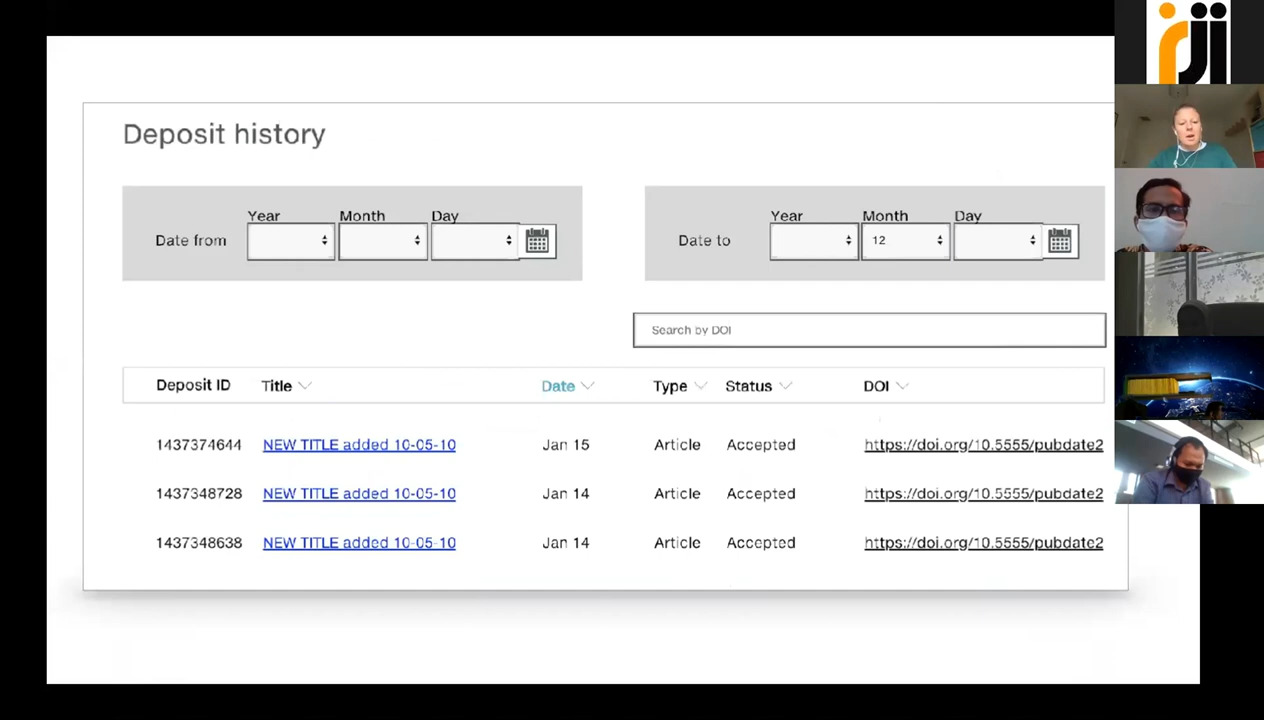 Deposit history
Year Month Day
Date from
Year Month Day
Date to 12
Search by DOI
Deposit ID Title Date Type Status DOI
1437374644 NEW TITLE added 10-05-10 Jan 15 Article Accepted https://doi.org/10.5555/pubdate2
1437348728 NEW TITLE added 10-05-10 Jan 14 Article Accepted https://doi.org/10.5555/pubdate2
1437348638 NEW TITLE added 10-05-10 Jan 14 Article Accepted https://doi.org/10.5555/pubdate2
rji